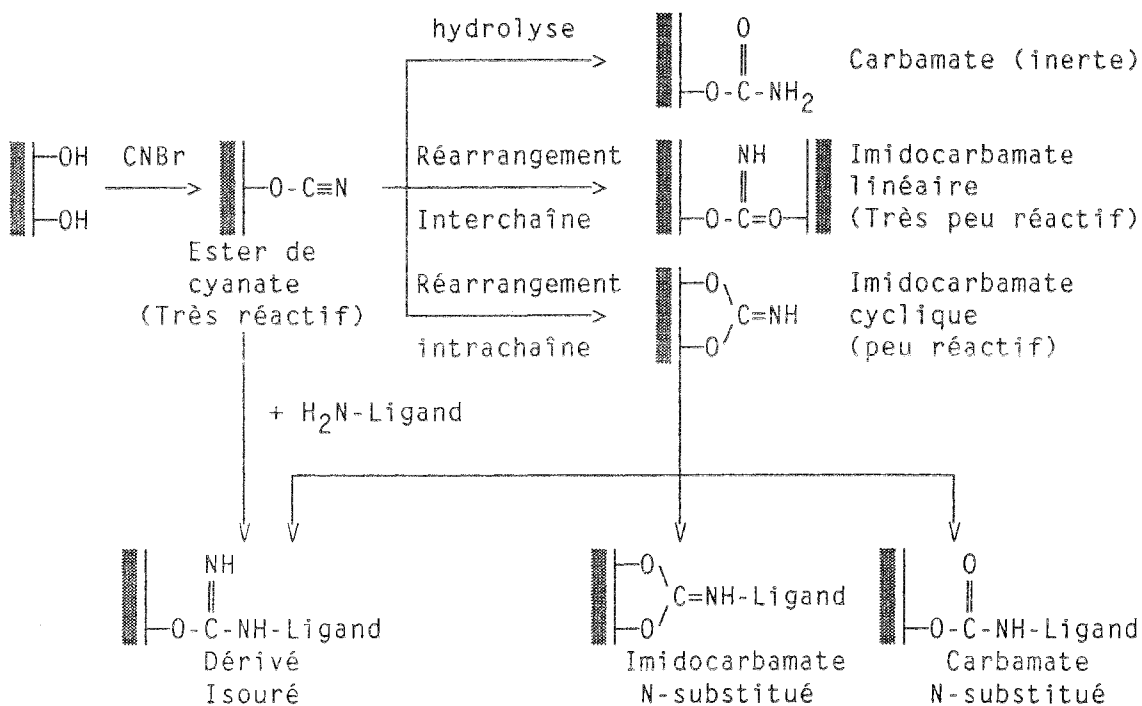 hydrolyse
O
||
—O-C-NH2
Carbamate (inerte)
—OH
CNBr
—OH
—O-C≡N
Ester de
cyanate
(Très réactif)
Réarrangement
Interchaîne
NH
||
—O-C=O—
Imidocarbamate
linéaire
(Très peu réactif)
Réarrangement
intrachaîne
—O\
C=NH
—O/
Imidocarbamate
cyclique
(peu réactif)
+ H2N-Ligand
NH
||
—O-C-NH-Ligand
Dérivé
Isouré
—O\
C=NH-Ligand
—O/
Imidocarbamate
N-substitué
O
||
—O-C-NH-Ligand
Carbamate
N-substitué